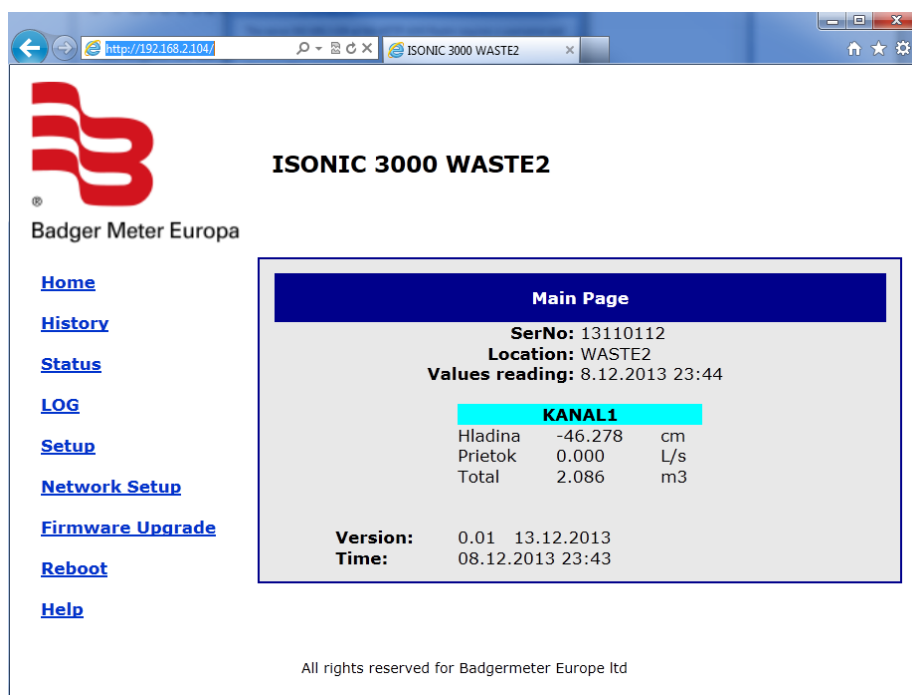 http://192.168.2.104/
ISONIC 3000 WASTE2
®
Badger Meter Europa
ISONIC 3000 WASTE2
Home
History
Status
LOG
Setup
Network Setup
Firmware Upgrade
Reboot
Help
Main Page
SerNo: 13110112
Location: WASTE2
Values reading: 8.12.2013 23:44
KANAL1
Hladina -46.278 cm
Prietok 0.000 L/s
Total 2.086 m3
Version: 0.01 13.12.2013
Time: 08.12.2013 23:43
All rights reserved for Badgermeter Europe ltd